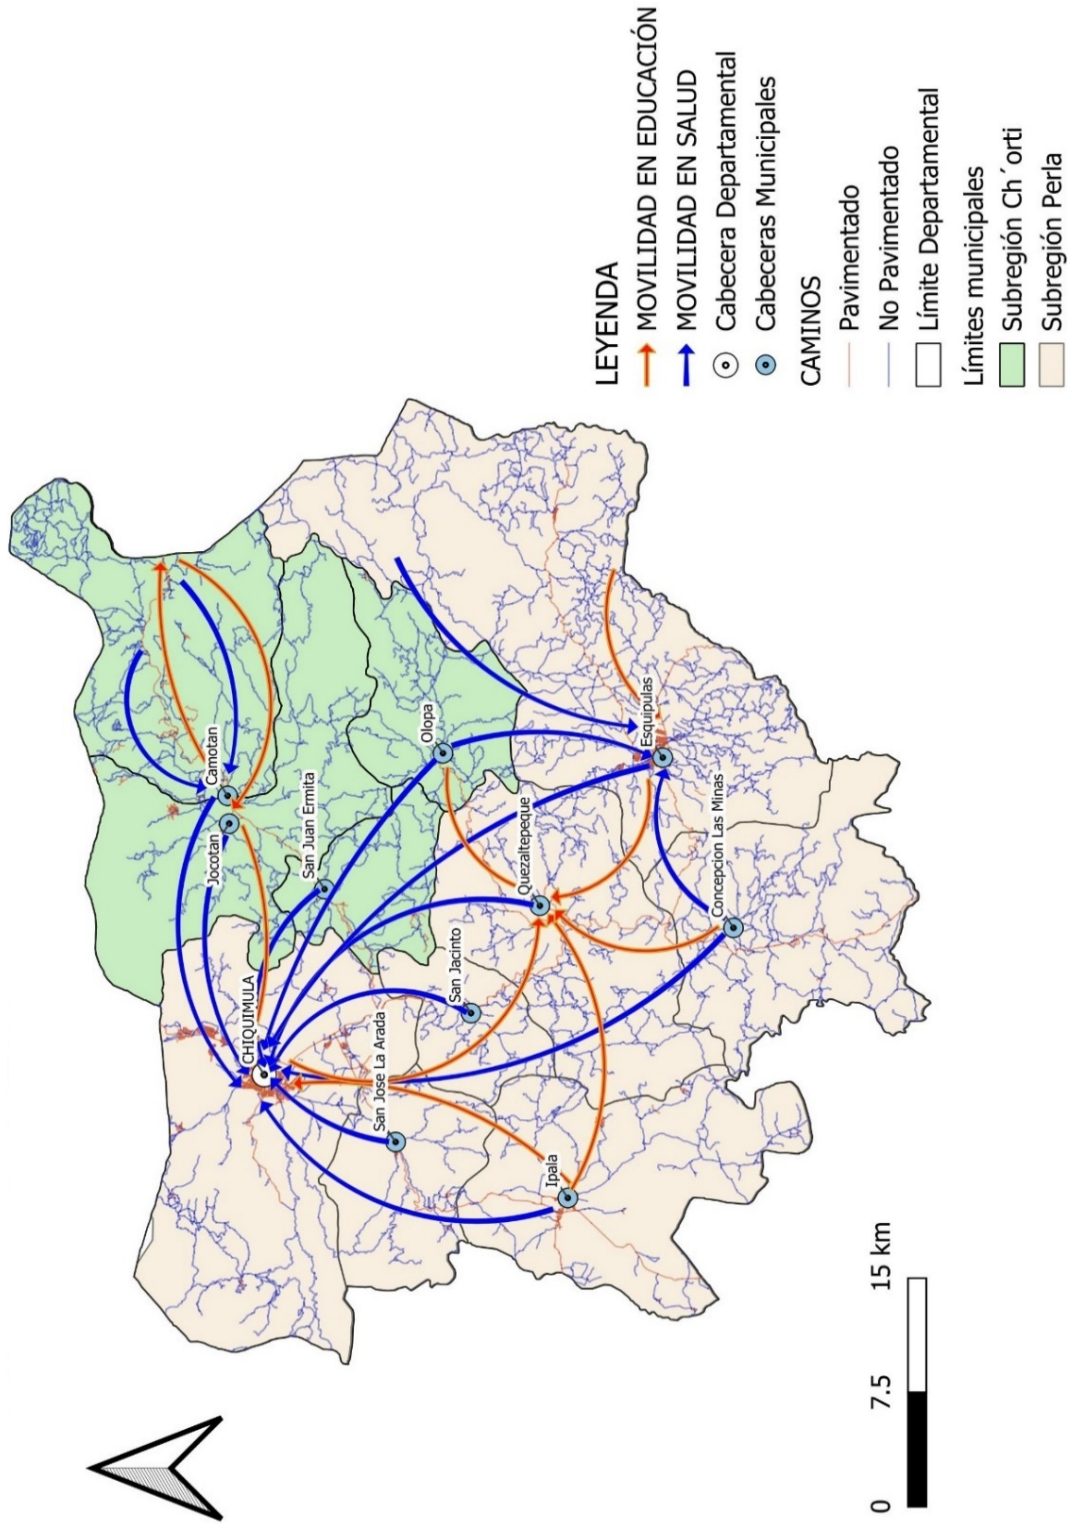 CHIQUIMULA
Jocotan
Camotan
San Juan Ermita
San Jose La Arada
Olopa
San Jacinto
Quezaltepeque
Ipala
Esquipulas
Concepcion Las Minas
0 7.5 15 km
LEYENDA
MOVILIDAD EN EDUCACIÓN
MOVILIDAD EN SALUD
Cabecera Departamental
Cabeceras Municipales
CAMINOS
Pavimentado
No Pavimentado
Límite Departamental
Límites municipales
Subregión Ch´orti
Subregión Perla